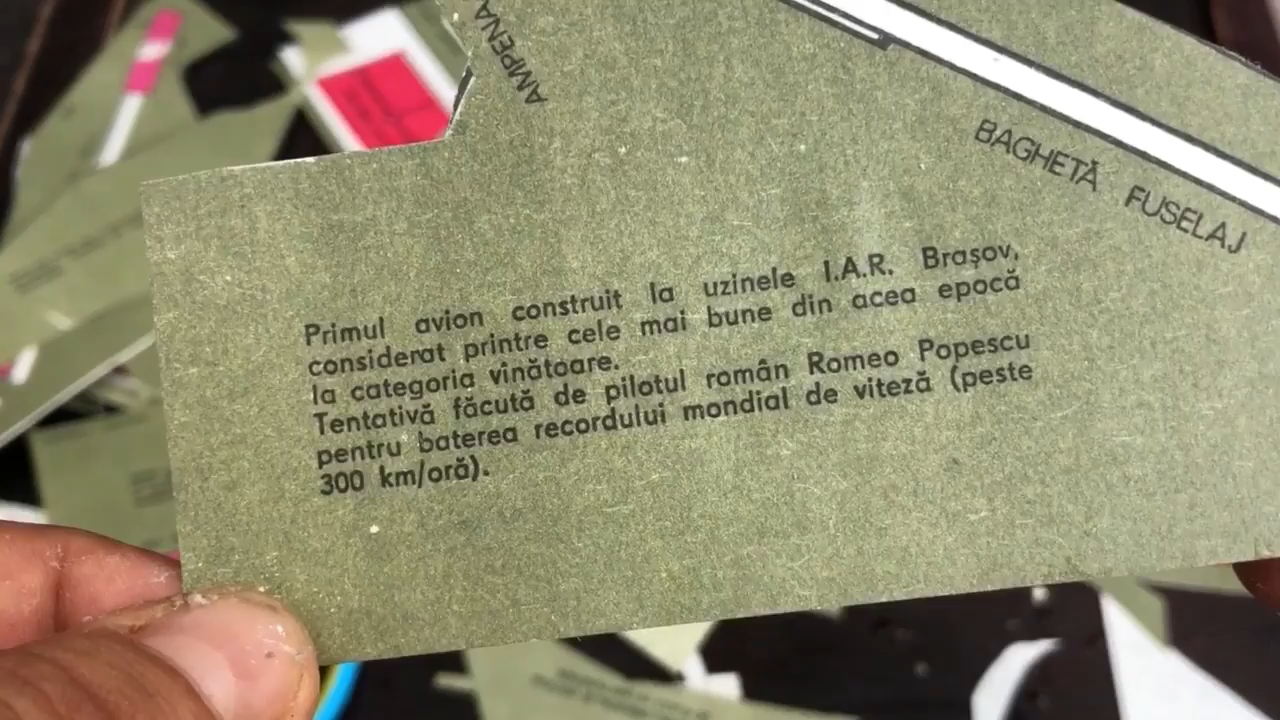 AMPENA
BAGHETĂ FUSELAJ
Primul avion construit la uzinele I.A.R. Brașov,
considerat printre cele mai bune din acea epocă
la categoria vînătoare.
Tentativă făcută de pilotul român Romeo Popescu
pentru baterea recordului mondial de viteză (peste
300 km/oră).